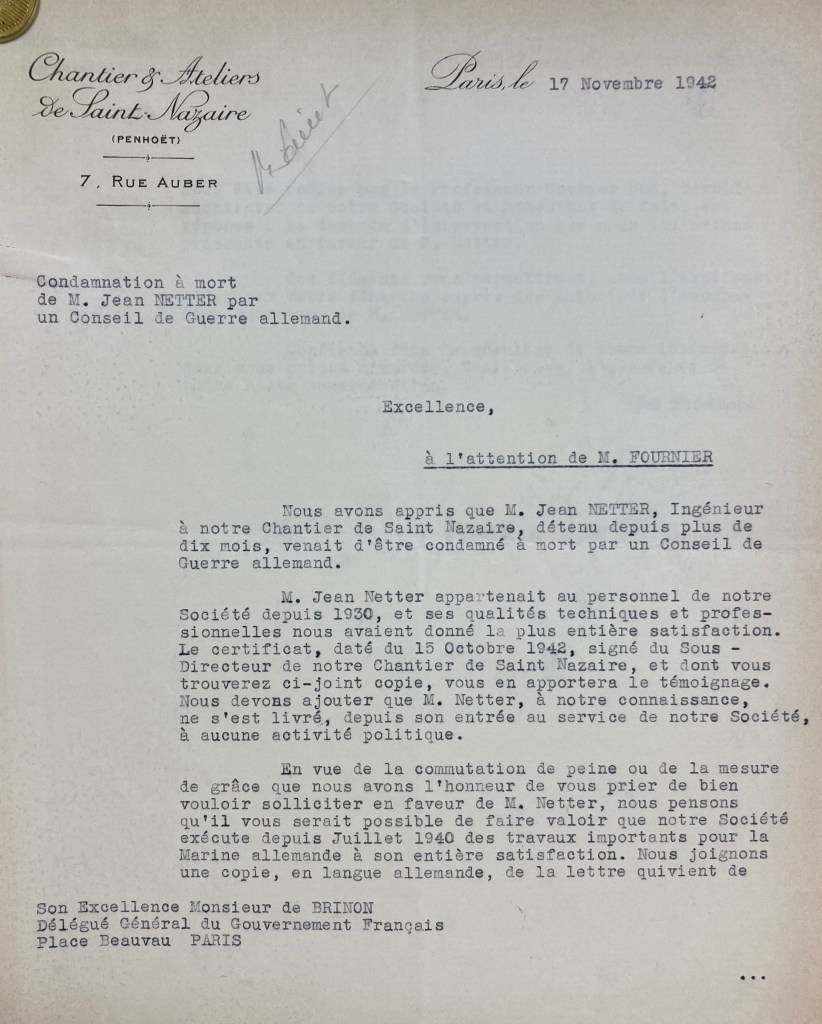 Chantier & Ateliers
de Saint-Nazaire
(PENHOËT)
7, RUE AUBER
Paris, le 17 Novembre 1942
Condamnation à mort
de M. Jean NETTER par
un Conseil de Guerre allemand.
Excellence,
à l'attention de M. FOURNIER
Nous avons appris que M. Jean NETTER, Ingénieur
à notre Chantier de Saint Nazaire, détenu depuis plus de
dix mois, venait d'être condamné à mort par un Conseil de
Guerre allemand.
M. Jean Netter appartenait au personnel de notre
Société depuis 1930, et ses qualités techniques et profes-
sionnelles nous avaient donné la plus entière satisfaction.
Le certificat, daté du 15 Octobre 1942, signé du Sous -
Directeur de notre Chantier de Saint Nazaire, et dont vous
trouverez ci-joint copie, vous en apportera le témoignage.
Nous devons ajouter que M. Netter, à notre connaissance,
ne s'est livré, depuis son entrée au service de notre Société,
à aucune activité politique.
En vue de la commutation de peine ou de la mesure
de grâce que nous avons l'honneur de vous prier de bien
vouloir solliciter en faveur de M. Netter, nous pensons
qu'il vous serait possible de faire valoir que notre Société
exécute depuis Juillet 1940 des travaux importants pour la
Marine allemande à son entière satisfaction. Nous joignons
une copie, en langue allemande, de la lettre quivient de
Son Excellence Monsieur de BRINON
Délégué Général du Gouvernement Français
Place Beauvau PARIS
...